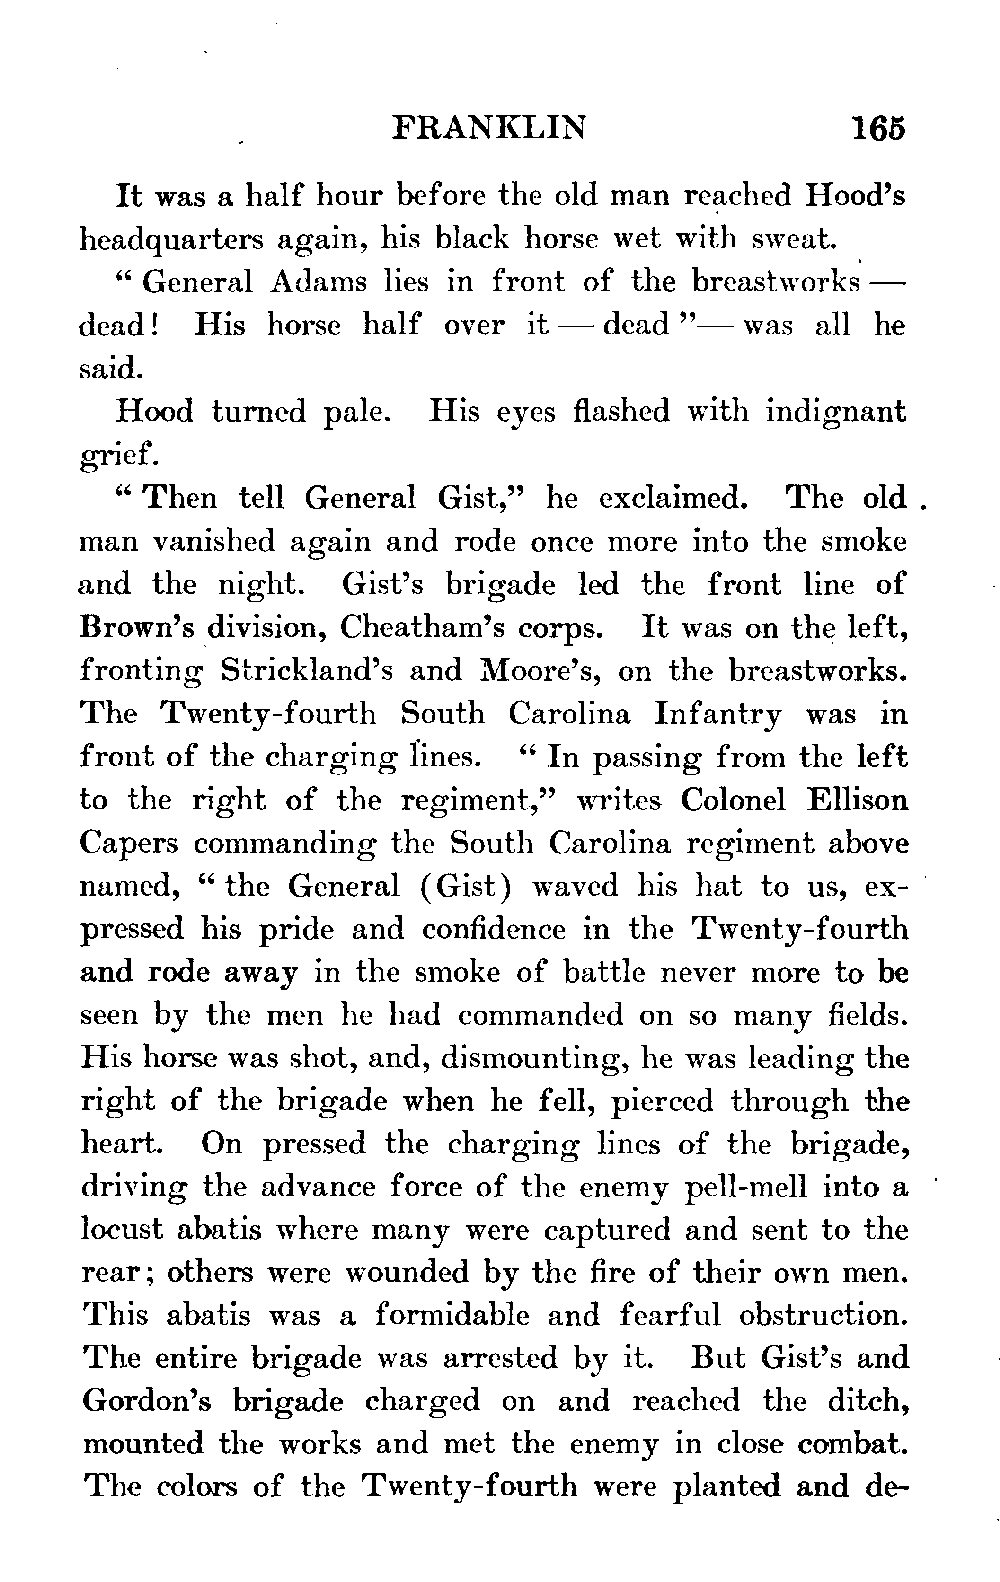 FRANKLIN 165
It was a half hour before the old man reached Hood's
headquarters again, his black horse wet with sweat.
“ General Adams lies in front of the breastworks —
dead! His horse half over it — dead ”— was all he
said.
Hood turned pale. His eyes flashed with indignant
grief.
“ Then tell General Gist,” he exclaimed. The old
man vanished again and rode once more into the smoke
and the night. Gist's brigade led the front line of
Brown's division, Cheatham's corps. It was on the left,
fronting Strickland's and Moore's, on the breastworks.
The Twenty-fourth South Carolina Infantry was in
front of the charging lines. “ In passing from the left
to the right of the regiment,” writes Colonel Ellison
Capers commanding the South Carolina regiment above
named, “ the General (Gist) waved his hat to us, ex-
pressed his pride and confidence in the Twenty-fourth
and rode away in the smoke of battle never more to be
seen by the men he had commanded on so many fields.
His horse was shot, and, dismounting, he was leading the
right of the brigade when he fell, pierced through the
heart. On pressed the charging lines of the brigade,
driving the advance force of the enemy pell-mell into a
locust abatis where many were captured and sent to the
rear; others were wounded by the fire of their own men.
This abatis was a formidable and fearful obstruction.
The entire brigade was arrested by it. But Gist's and
Gordon's brigade charged on and reached the ditch,
mounted the works and met the enemy in close combat.
The colors of the Twenty-fourth were planted and de-